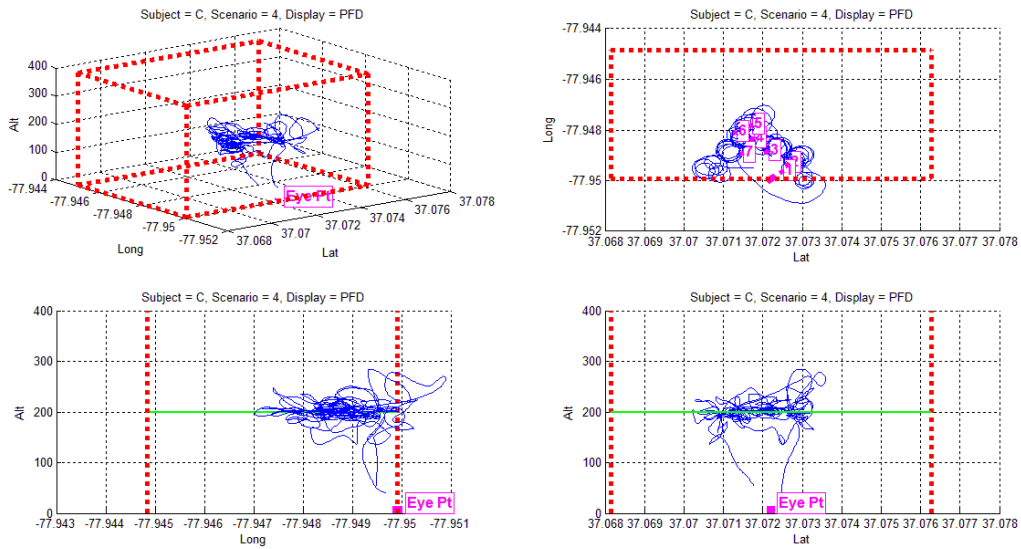 Subject = C, Scenario = 4, Display = PFD
400
300
200
100
0
Alt
-77.944
-77.946
-77.948
-77.95
-77.952
Long
37.068
37.07
37.072
37.074
37.076
37.078
Lat
Eye Pt
Subject = C, Scenario = 4, Display = PFD
-77.944
-77.946
-77.948
-77.95
-77.952
Long
5
6
4
3
7
2
1
37.068 37.069 37.07 37.071 37.072 37.073 37.074 37.075 37.076 37.077 37.078
Lat
Subject = C, Scenario = 4, Display = PFD
400
300
200
100
0
Alt
Eye Pt
-77.943 -77.944 -77.945 -77.946 -77.947 -77.948 -77.949 -77.95 -77.951
Long
Subject = C, Scenario = 4, Display = PFD
400
300
200
100
0
Alt
Eye Pt
37.068 37.069 37.07 37.071 37.072 37.073 37.074 37.075 37.076 37.077 37.078
Lat